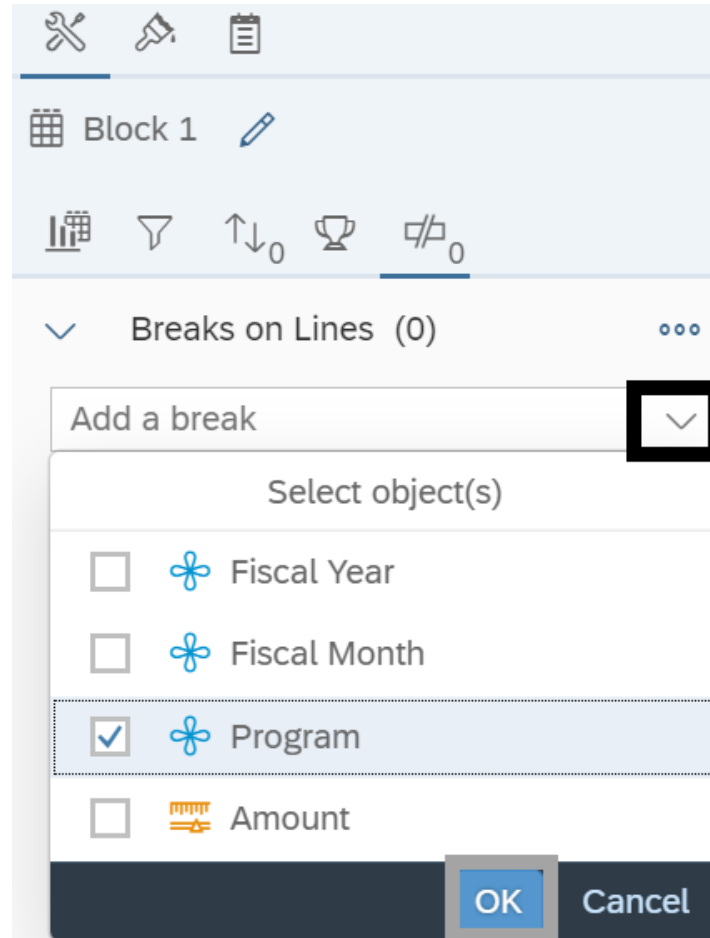 Block 1
0
0
Breaks on Lines (0)
Add a break
Select object(s)
Fiscal Year
Fiscal Month
Program
Amount
OK Cancel